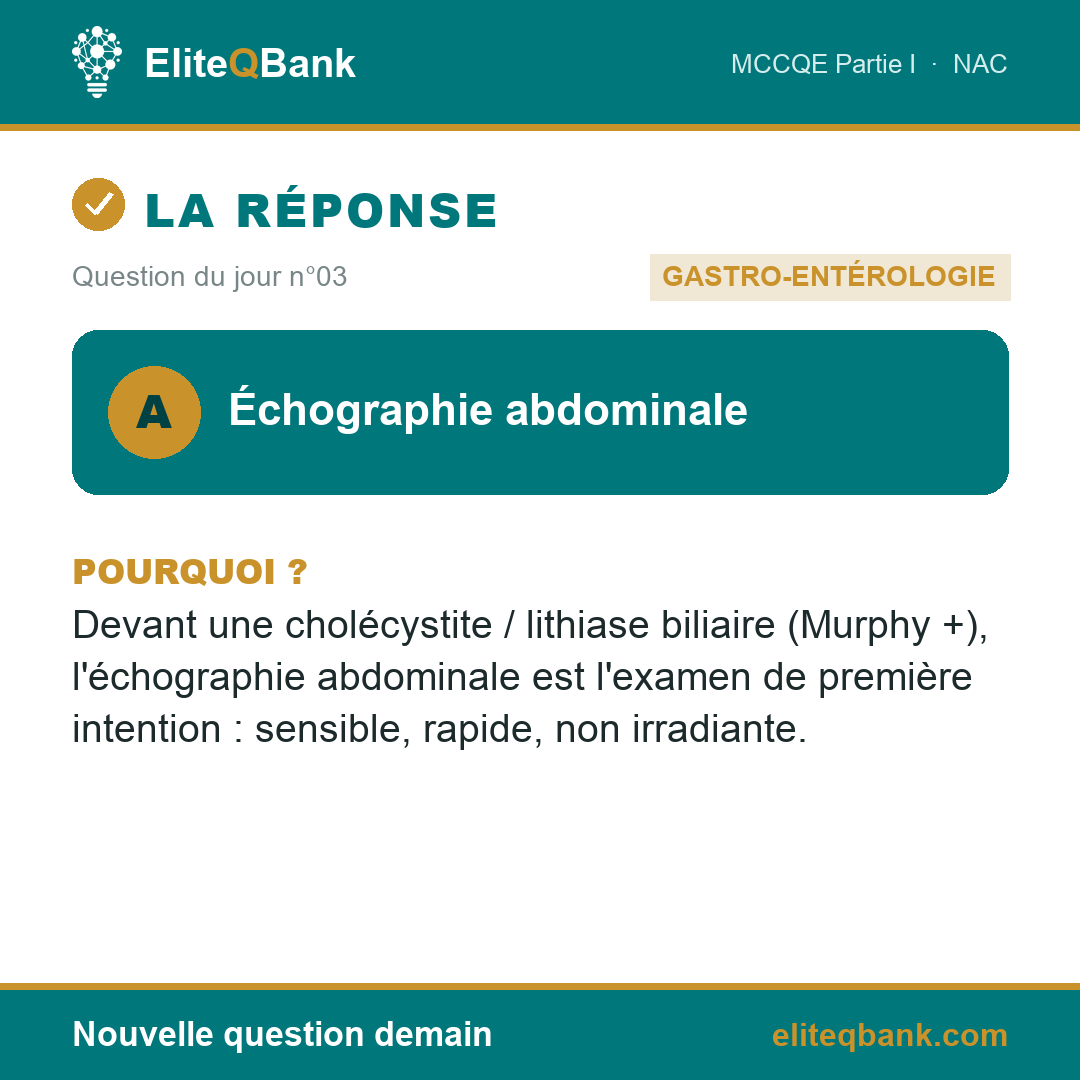 EliteQBank
MCCQE Partie I · NAC
LA RÉPONSE
Question du jour n°03
GASTRO-ENTÉROLOGIE
A
Échographie abdominale
POURQUOI ?
Devant une cholécystite / lithiase biliaire (Murphy +),
l'échographie abdominale est l'examen de première
intention : sensible, rapide, non irradiante.
Nouvelle question demain
eliteqbank.com